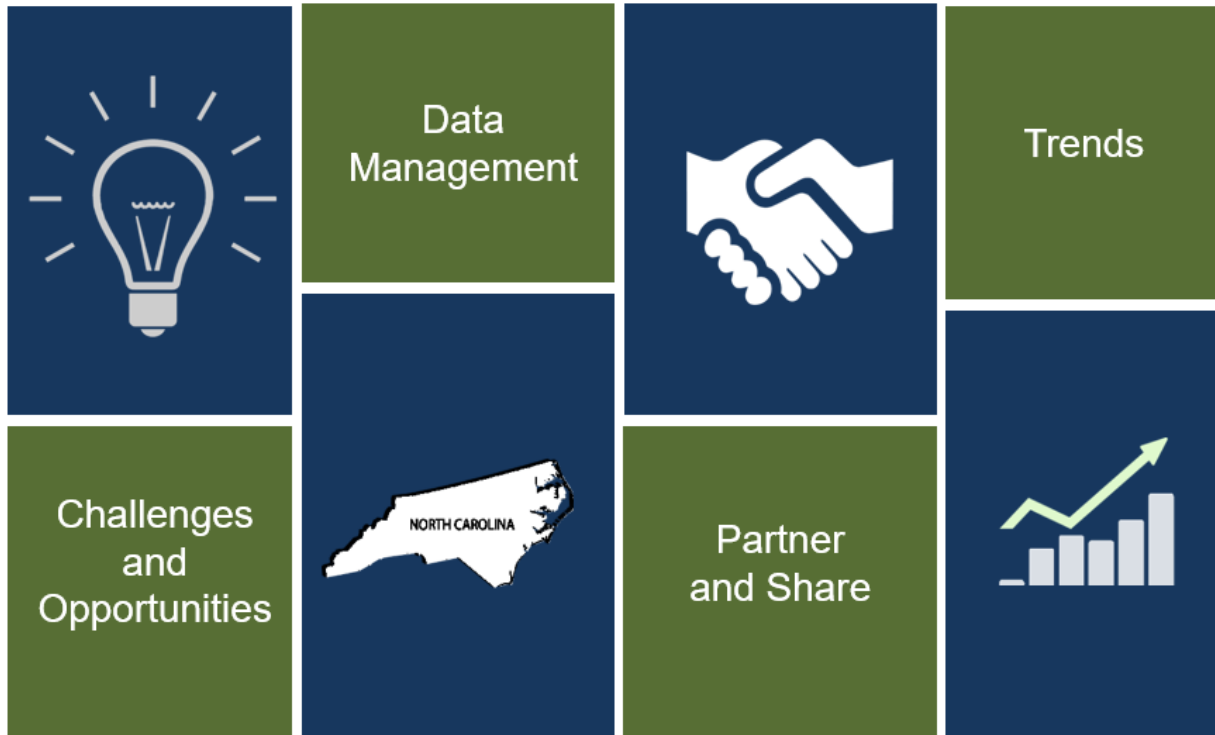 Data
Management
Trends
Challenges
and
Opportunities
NORTH CAROLINA
Partner
and Share